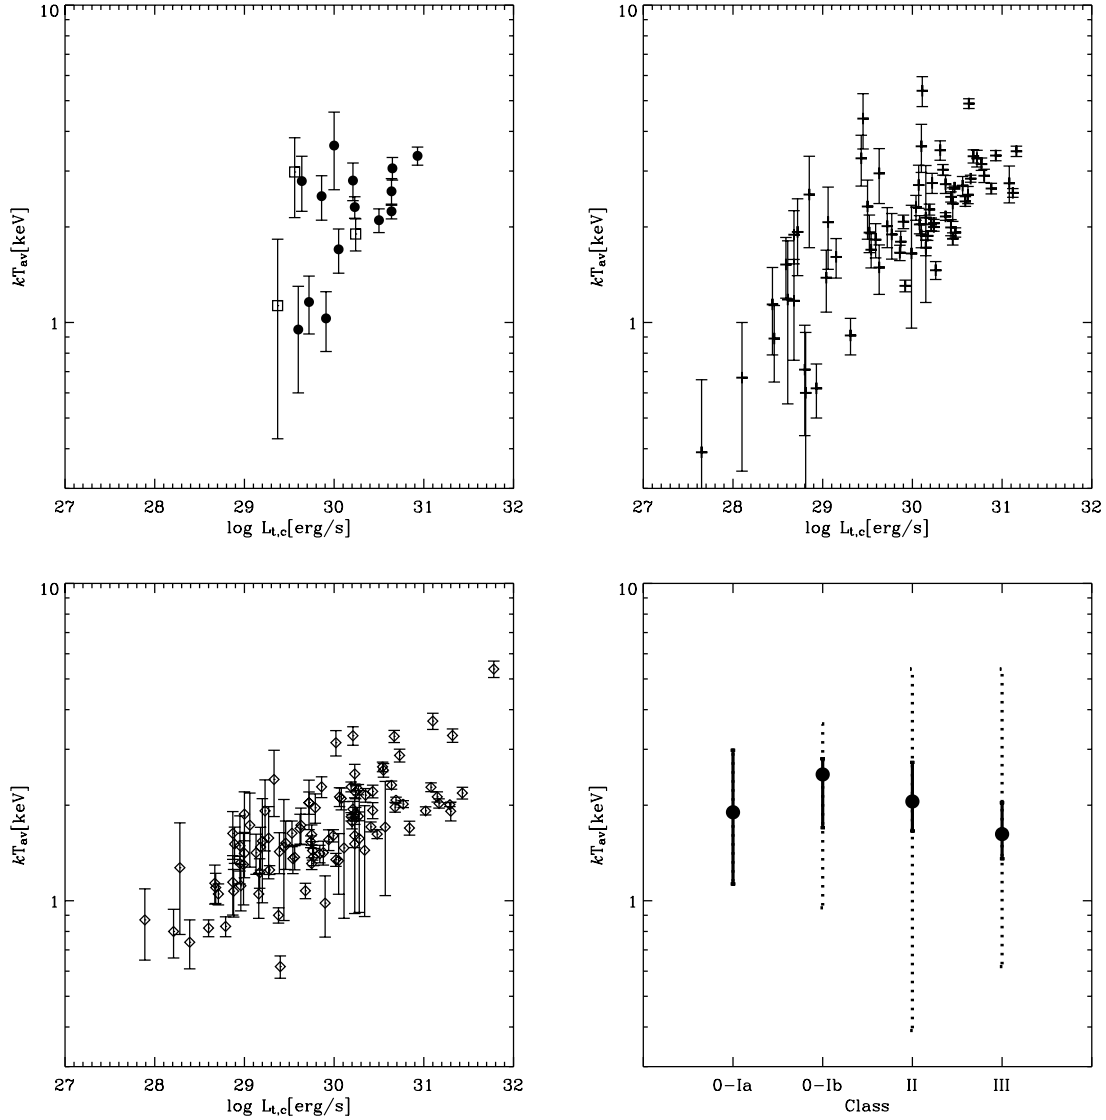 10
1
kT_av[keV]
27 28 29 30 31 32
log L_t,c[erg/s]
10
1
kT_av[keV]
27 28 29 30 31 32
log L_t,c[erg/s]
10
1
kT_av[keV]
27 28 29 30 31 32
log L_t,c[erg/s]
10
1
kT_av[keV]
0-Ia 0-Ib II III
Class